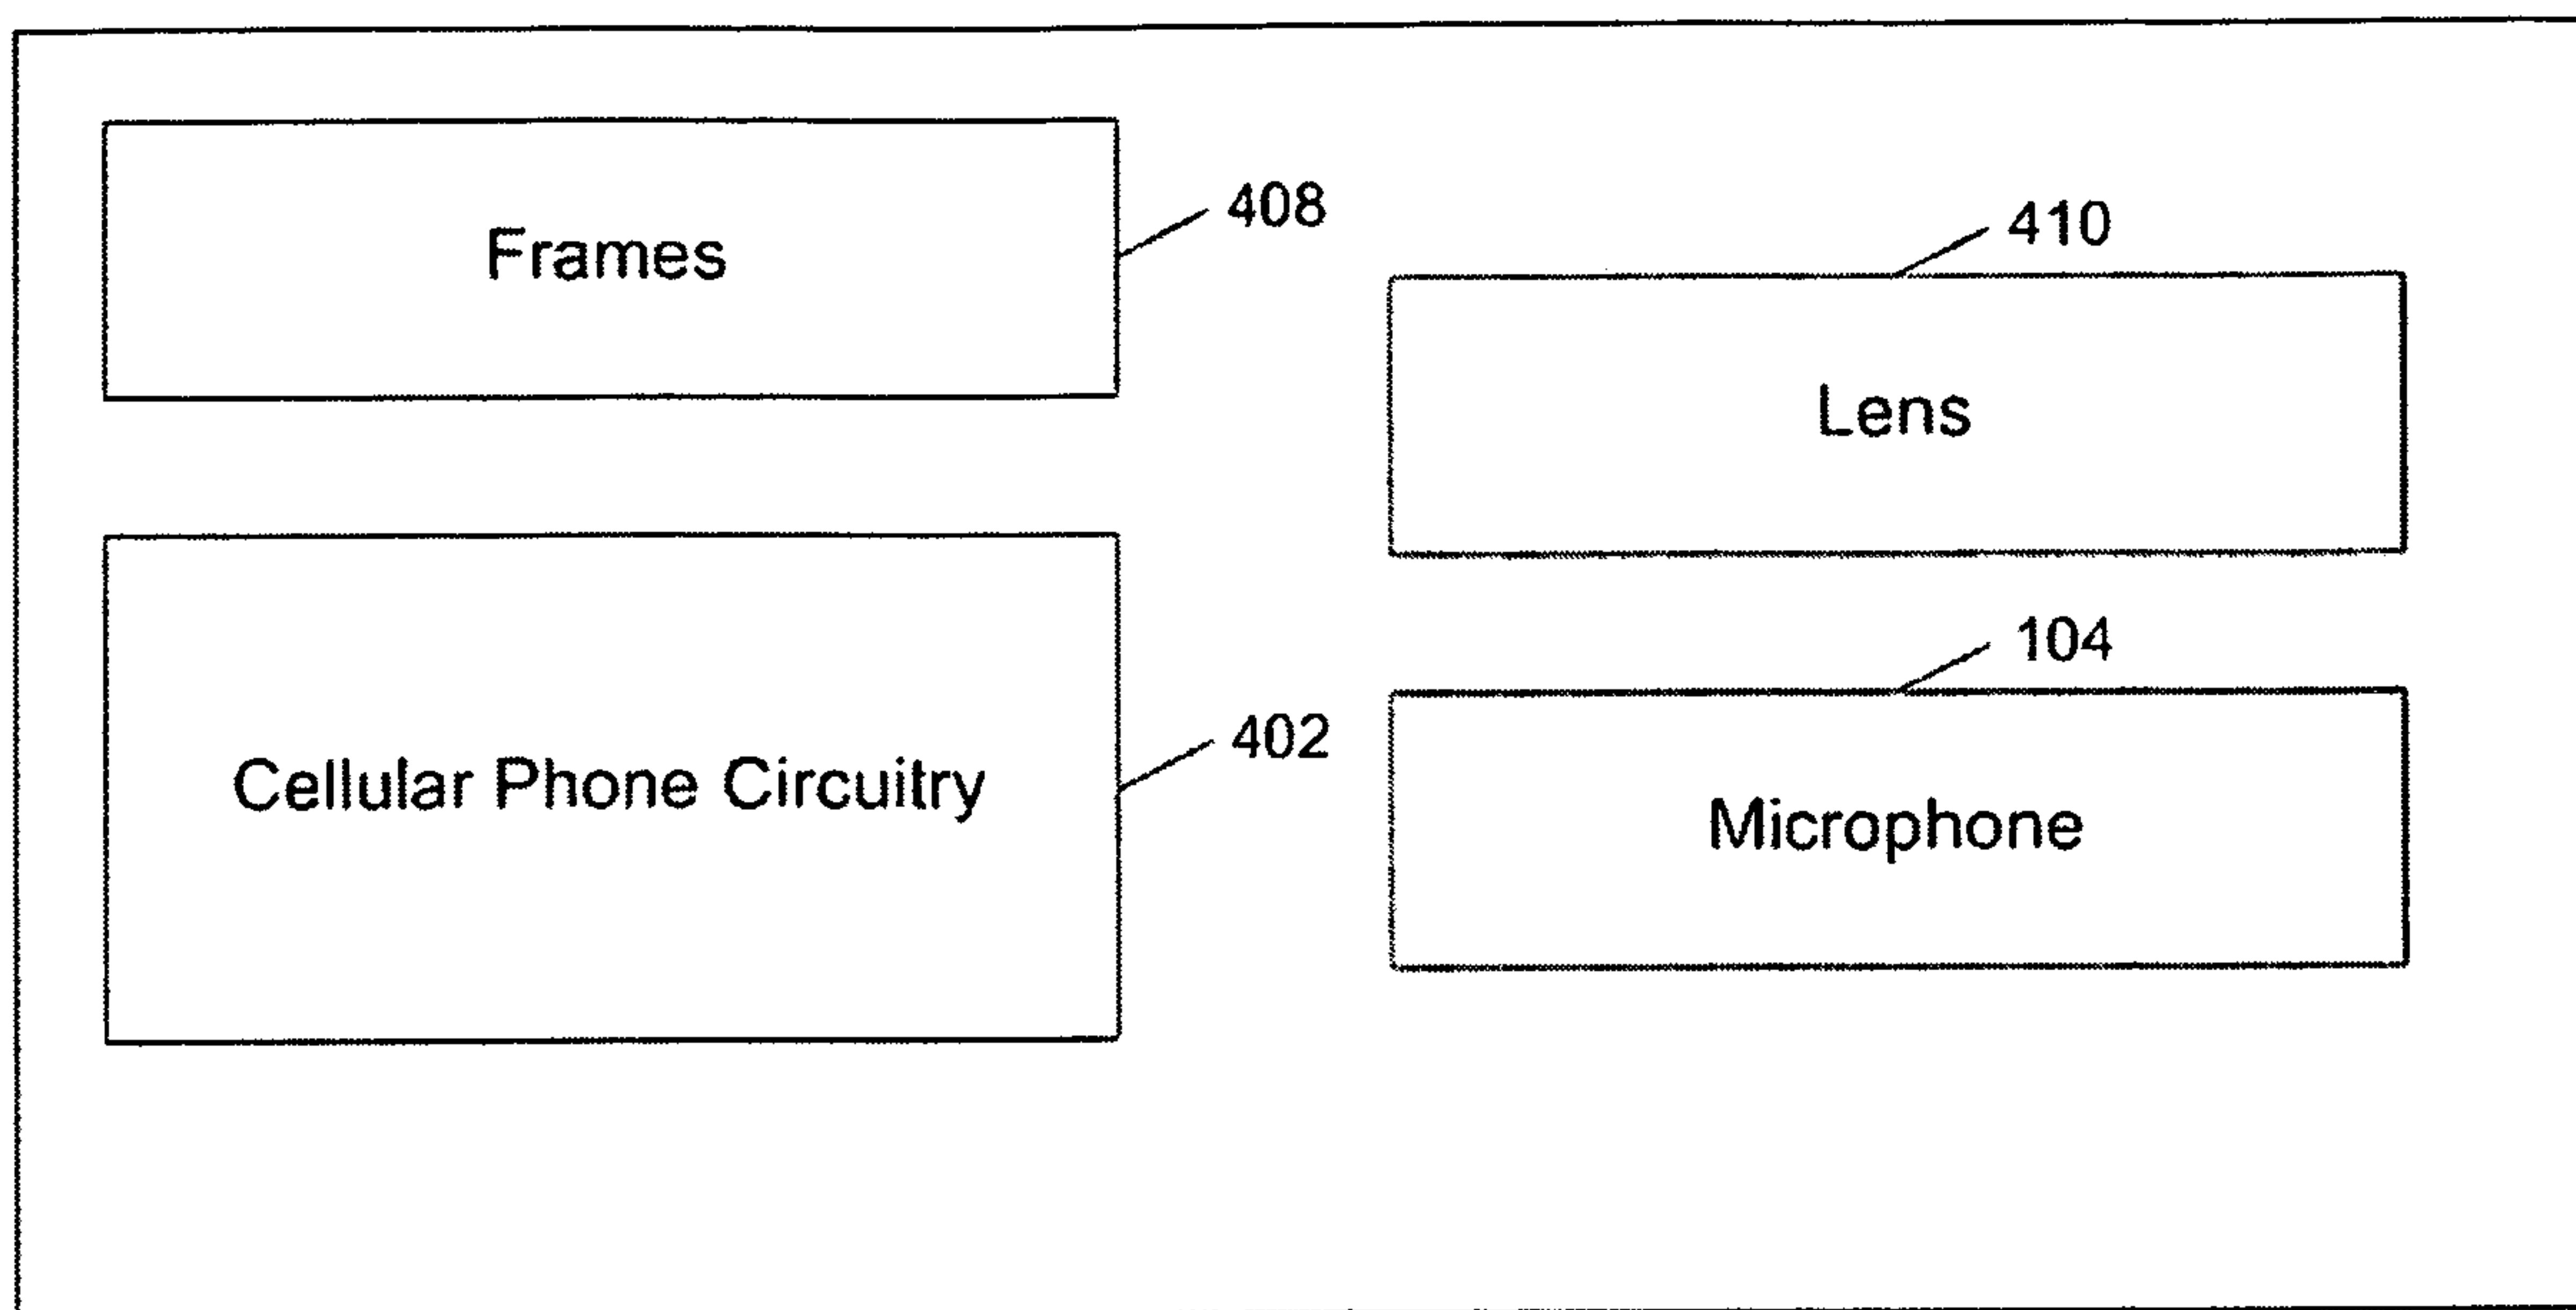 Frames
408
410
Lens
Cellular Phone Circuitry
402
104
Microphone